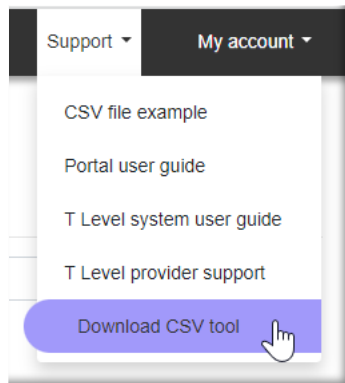 Support My account
CSV file example
Portal user guide
T Level system user guide
T Level provider support
Download CSV tool